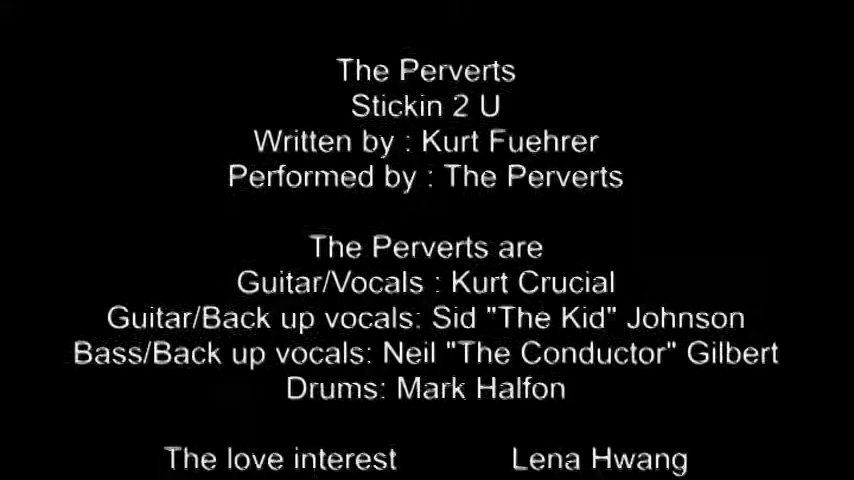 The Perverts
Stickin 2 U
Written by : Kurt Fuehrer
Performed by : The Perverts
The Perverts are
Guitar/Vocals : Kurt Crucial
Guitar/Back up vocals: Sid "The Kid" Johnson
Bass/Back up vocals: Neil "The Conductor" Gilbert
Drums: Mark Halfon
The love interest Lena Hwang